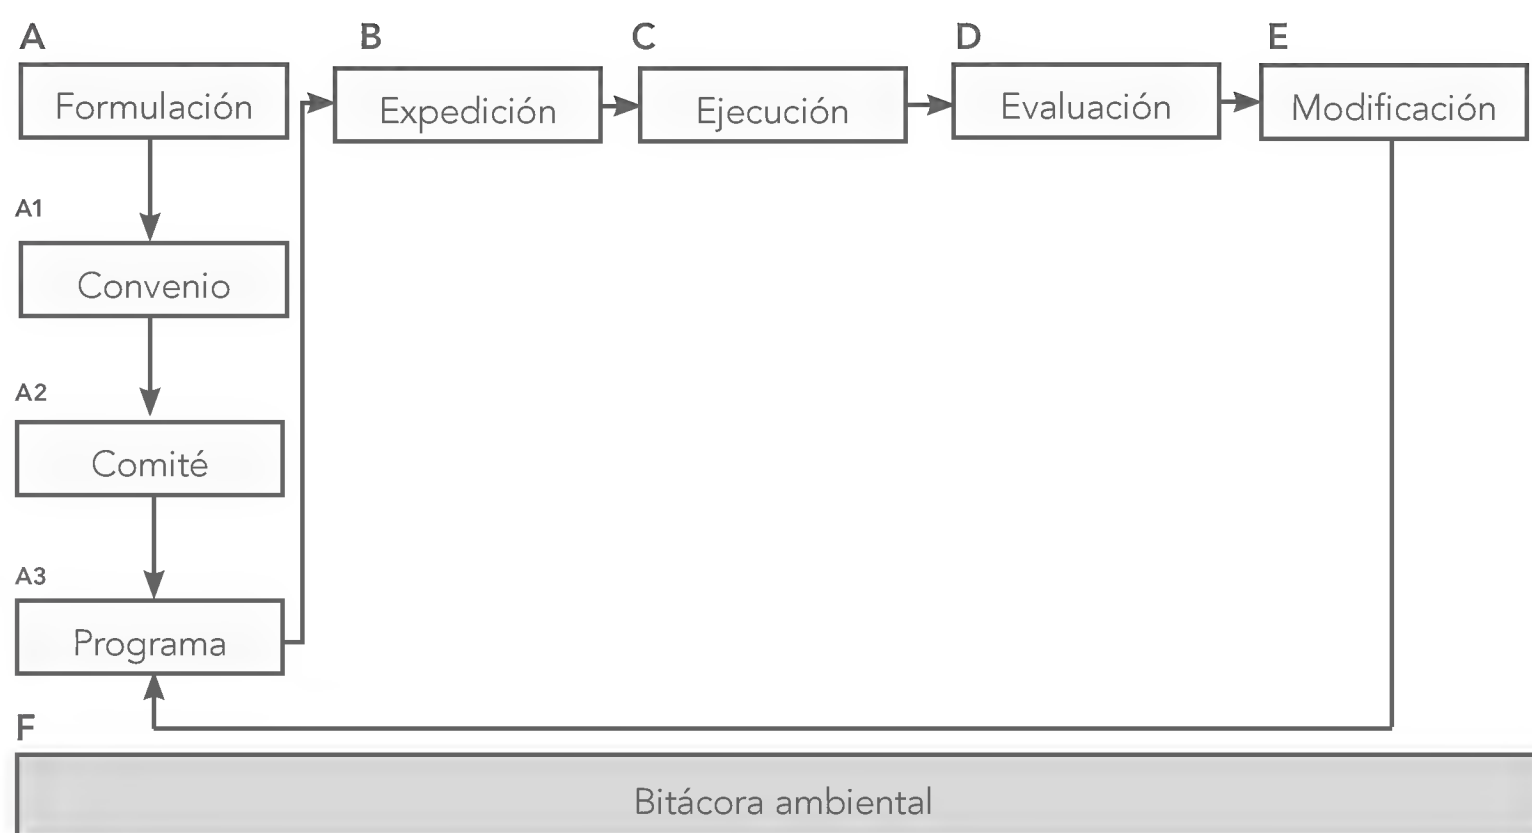 A
Formulación
B
Expedición
C
Ejecución
D
Evaluación
E
Modificación
A1
Convenio
A2
Comité
A3
Programa
F
Bitácora ambiental